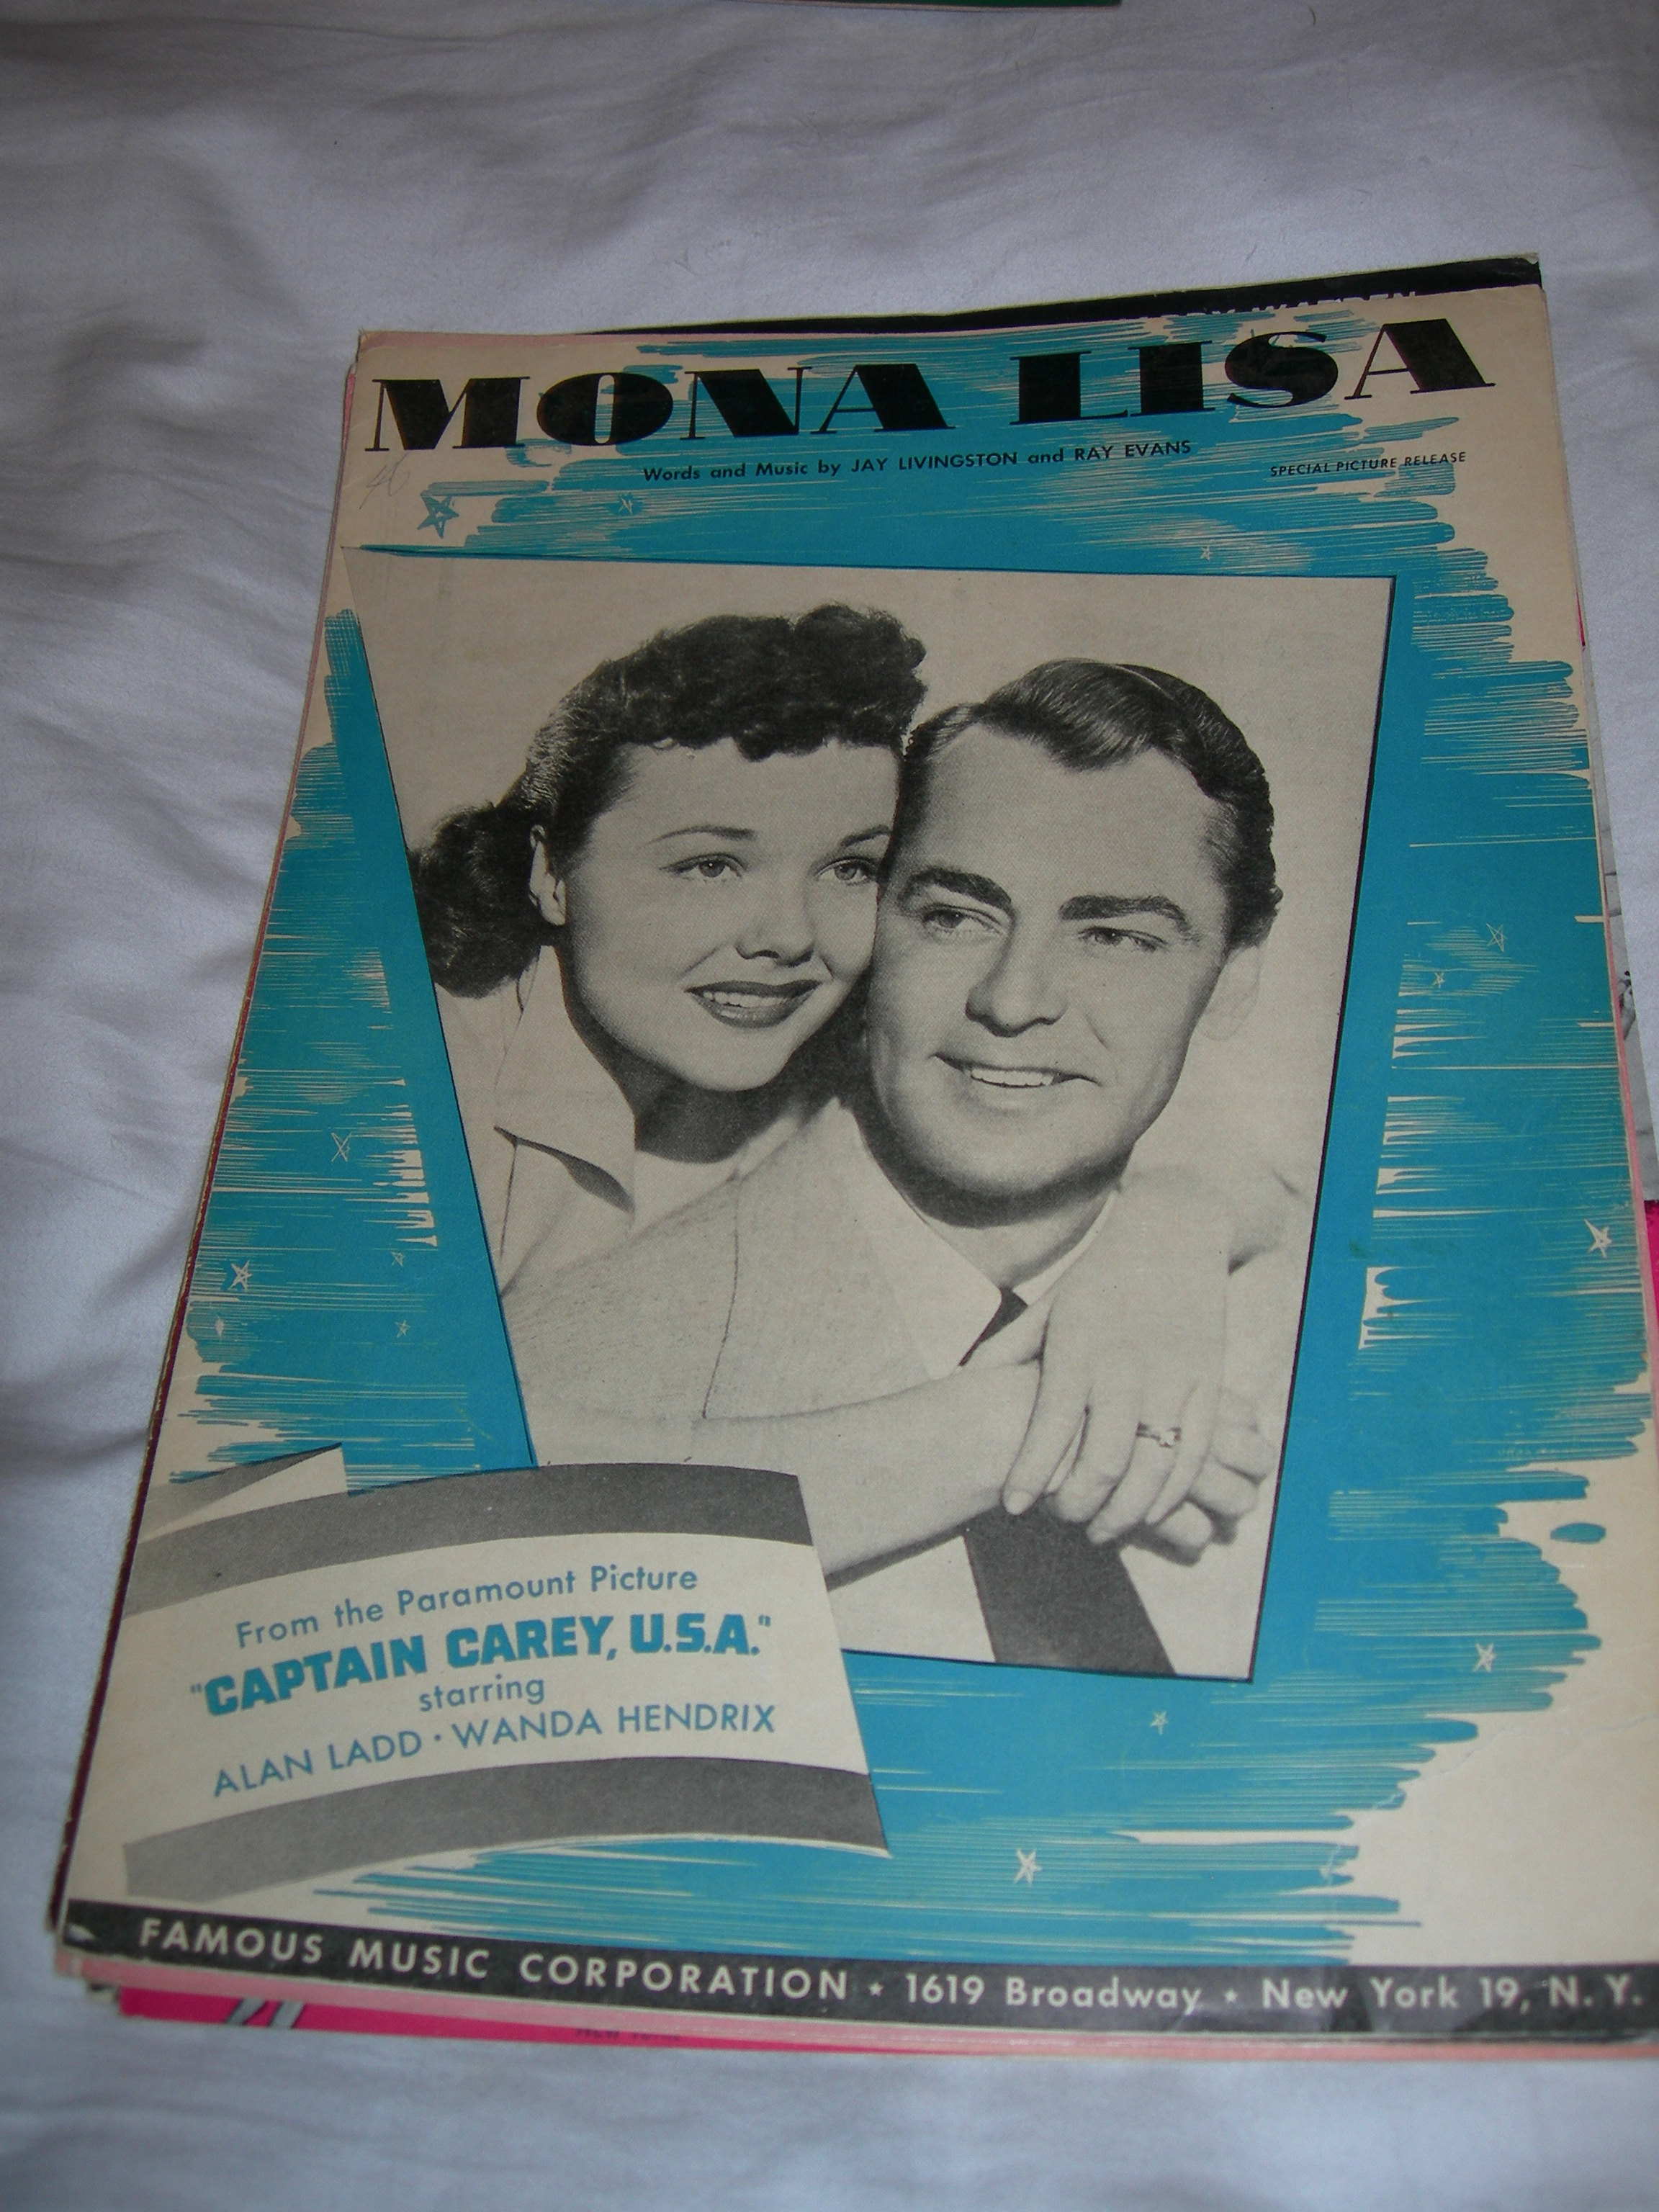 MONA LISA
Words and Music by JAY LIVINGSTON and RAY EVANS
SPECIAL PICTURE RELEASE
From the Paramount Picture
"CAPTAIN CAREY, U.S.A."
starring
ALAN LADD · WANDA HENDRIX
FAMOUS MUSIC CORPORATION ★ 1619 Broadway ★ New York 19, N. Y.